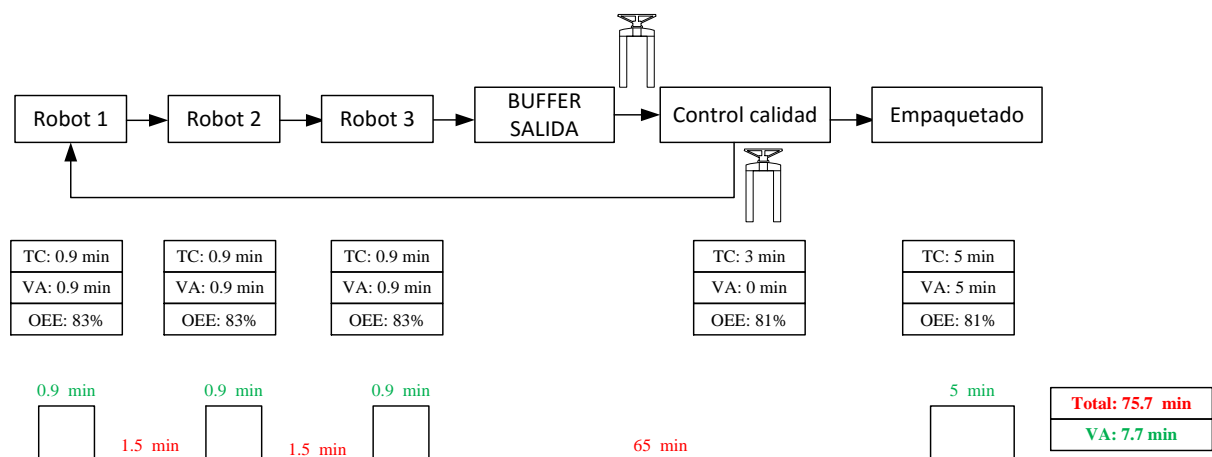 Robot 1
Robot 2
Robot 3
BUFFER
SALIDA
Control calidad
Empaquetado
TC: 0.9 min
VA: 0.9 min
OEE: 83%
TC: 0.9 min
VA: 0.9 min
OEE: 83%
TC: 0.9 min
VA: 0.9 min
OEE: 83%
TC: 3 min
VA: 0 min
OEE: 81%
TC: 5 min
VA: 5 min
OEE: 81%
0.9 min
0.9 min
0.9 min
5 min
1.5 min
1.5 min
65 min
Total: 75.7 min
VA: 7.7 min